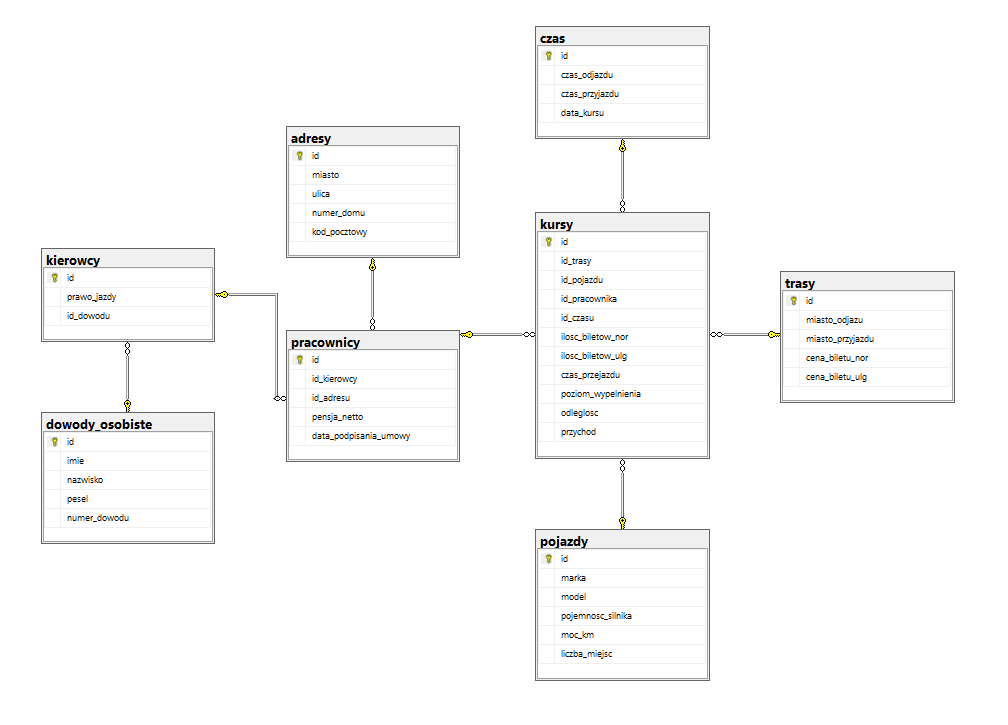 czas
id
czas_odjazdu
czas_przyjazdu
data_kursu
adresy
id
miasto
ulica
numer_domu
kod_pocztowy
kursy
id
id_trasy
id_pojazdu
id_pracownika
id_czasu
ilosc_biletow_nor
ilosc_biletow_ulg
czas_przejazdu
poziom_wypelnienia
odleglosc
przychod
kierowcy
id
prawo_jazdy
id_dowodu
trasy
id
miasto_odjazu
miasto_przyjazdu
cena_biletu_nor
cena_biletu_ulg
pracownicy
id
id_kierowcy
id_adresu
pensja_netto
data_podpisania_umowy
dowody_osobiste
id
imie
nazwisko
pesel
numer_dowodu
pojazdy
id
marka
model
pojemnosc_silnika
moc_km
liczba_miejsc